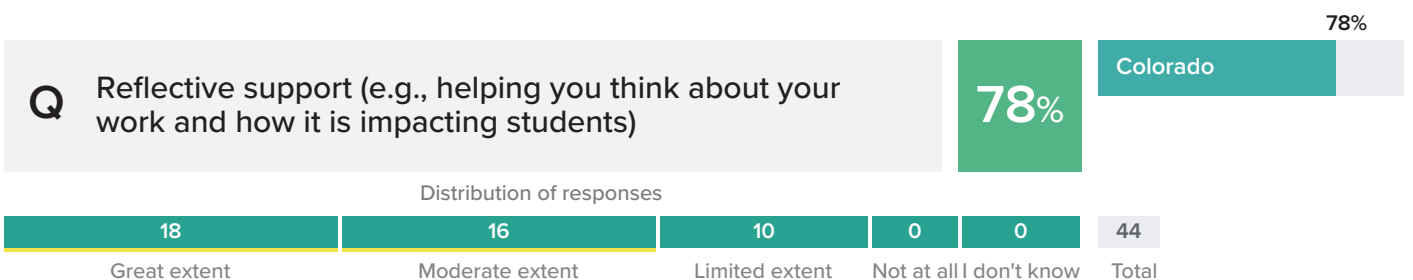 78%
Q Reflective support (e.g., helping you think about your
work and how it is impacting students)
78%
Colorado
Distribution of responses
18 16 10 0 0 44
Great extent Moderate extent Limited extent Not at all I don't know Total